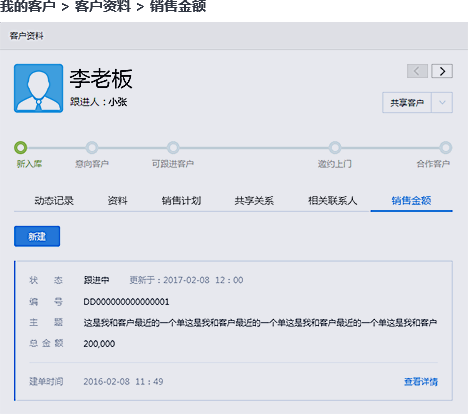 我的客户 > 客户资料 > 销售金额
客户资料
李老板
跟进人：小张
共享客户
新入库 意向客户 可跟进客户 邀约上门 合作客户
动态记录 资料 销售计划 共享关系 相关联系人 销售金额
新建
状 态 跟进中 更新于：2017-02-08 12：00
编 号 DD000000000000001
主 题 这是我和客户最近的一个单这是我和客户最近的一个单这是我和客户最近的一个单这是我和客户
总 金 额 200,000
建单时间 2016-02-08 11：49 查看详情